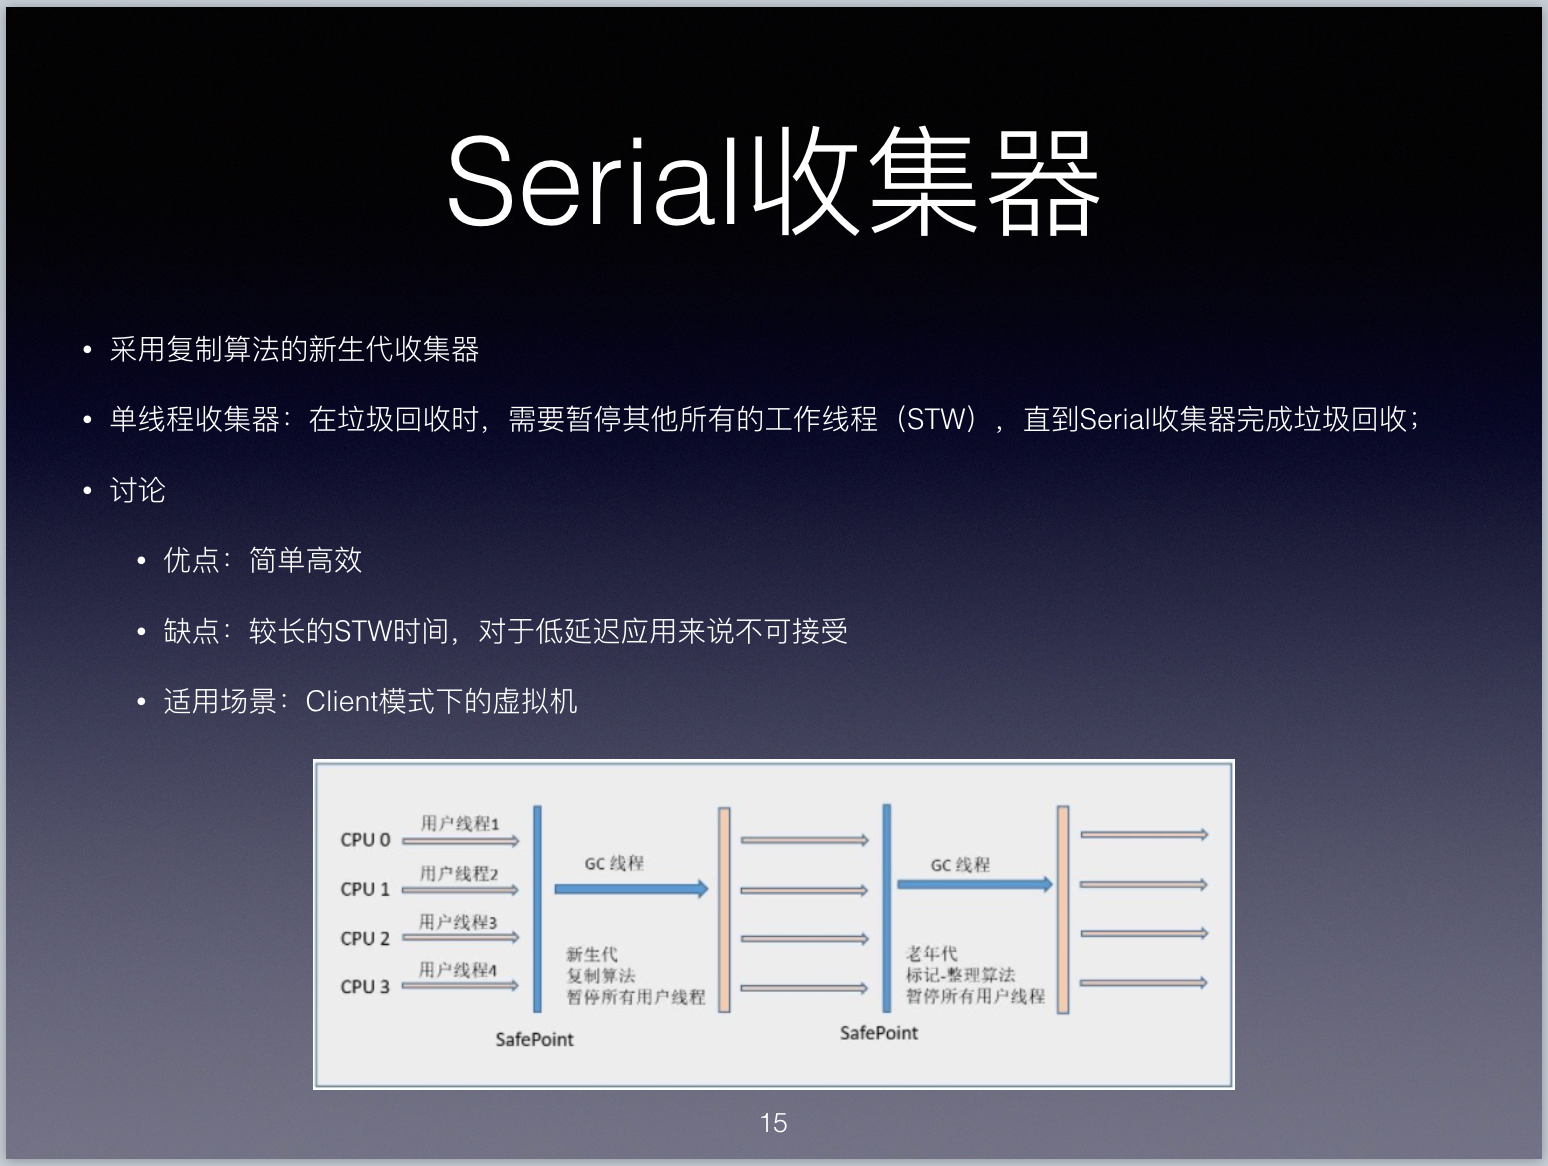 Serial收集器
• 采用复制算法的新生代收集器
• 单线程收集器：在垃圾回收时，需要暂停其他所有的工作线程（STW），直到Serial收集器完成垃圾回收；
• 讨论
• 优点：简单高效
• 缺点：较长的STW时间，对于低延迟应用来说不可接受
• 适用场景：Client模式下的虚拟机
CPU 0
用户线程1
CPU 1
用户线程2
CPU 2
用户线程3
CPU 3
用户线程4
SafePoint
GC 线程
新生代
复制算法
暂停所有用户线程
SafePoint
GC 线程
老年代
标记-整理算法
暂停所有用户线程
15